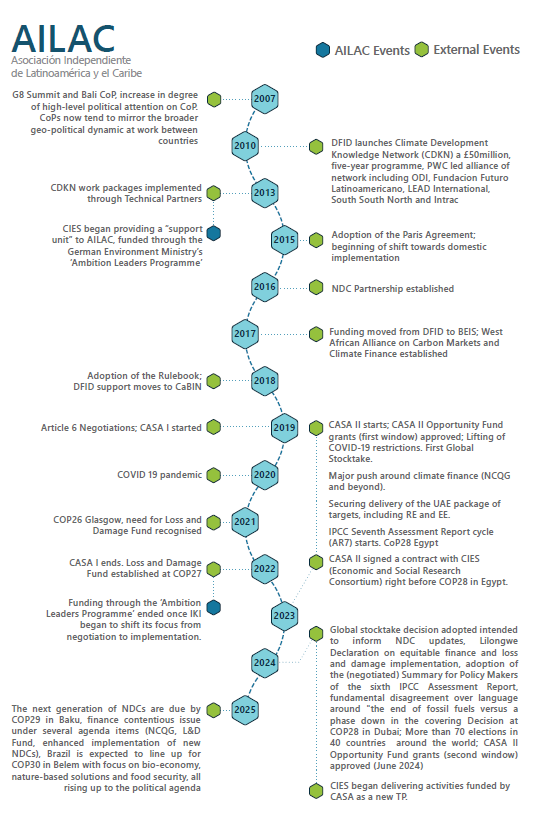 AILAC
Asociación Independiente
de Latinoamérica y el Caribe
AILAC Events
External Events
2007
G8 Summit and Bali CoP, increase in degree
of high-level political attention on CoP.
CoPs now tend to mirror the broader
geo-political dynamic at work between
countries
2010
DFID launches Climate Development
Knowledge Network (CDKN) a £50million,
five-year programme, PWC led alliance of
network including ODI, Fundacion Futuro
Latinoamericano, LEAD International,
South South North and Intrac
2013
CDKN work packages implemented
through Technical Partners
CIES began providing a “support
unit” to AILAC, funded through the
German Environment Ministry’s
‘Ambition Leaders Programme’
2015
Adoption of the Paris Agreement;
beginning of shift towards domestic
implementation
2016
NDC Partnership established
2017
Funding moved from DFID to BEIS; West
African Alliance on Carbon Markets and
Climate Finance established
2018
Adoption of the Rulebook;
DFID support moves to CaBIN
2019
Article 6 Negotiations; CASA I started
CASA II starts; CASA II Opportunity Fund
grants (first window) approved; Lifting of
COVID-19 restrictions. First Global
Stocktake.
Major push around climate finance (NCQG
and beyond).
Securing delivery of the UAE package of
targets, including RE and EE.
IPCC Seventh Assessment Report cycle
(AR7) starts. CoP28 Egypt
2020
COVID 19 pandemic
2021
COP26 Glasgow, need for Loss and
Damage Fund recognised
2022
CASA I ends. Loss and Damage
Fund established at COP27
CASA II signed a contract with CIES
(Economic and Social Research
Consortium) right before COP28 in Egypt.
2023
Funding through the ‘Ambition
Leaders Programme’ ended once IKI
began to shift its focus from
negotiation to implementation.
2024
Global stocktake decision adopted intended
to inform NDC updates, Lilongwe
Declaration on equitable finance and loss
and damage implementation, adoption of
the (negotiated) Summary for Policy Makers
of the sixth IPCC Assessment Report,
fundamental disagreement over language
around “the end of fossil fuels versus a
phase down in the covering Decision at
COP28 in Dubai; More than 70 elections in
40 countries around the world; CASA II
Opportunity Fund grants (second window)
approved (June 2024)
2025
The next generation of NDCs are due by
COP29 in Baku, finance contentious issue
under several agenda items (NCQG, L&D
Fund, enhanced implementation of new
NDCs), Brazil is expected to line up for
COP30 in Belem with focus on bio-economy,
nature-based solutions and food security, all
rising up to the political agenda
CIES began delivering activities funded by
CASA as a new TP.